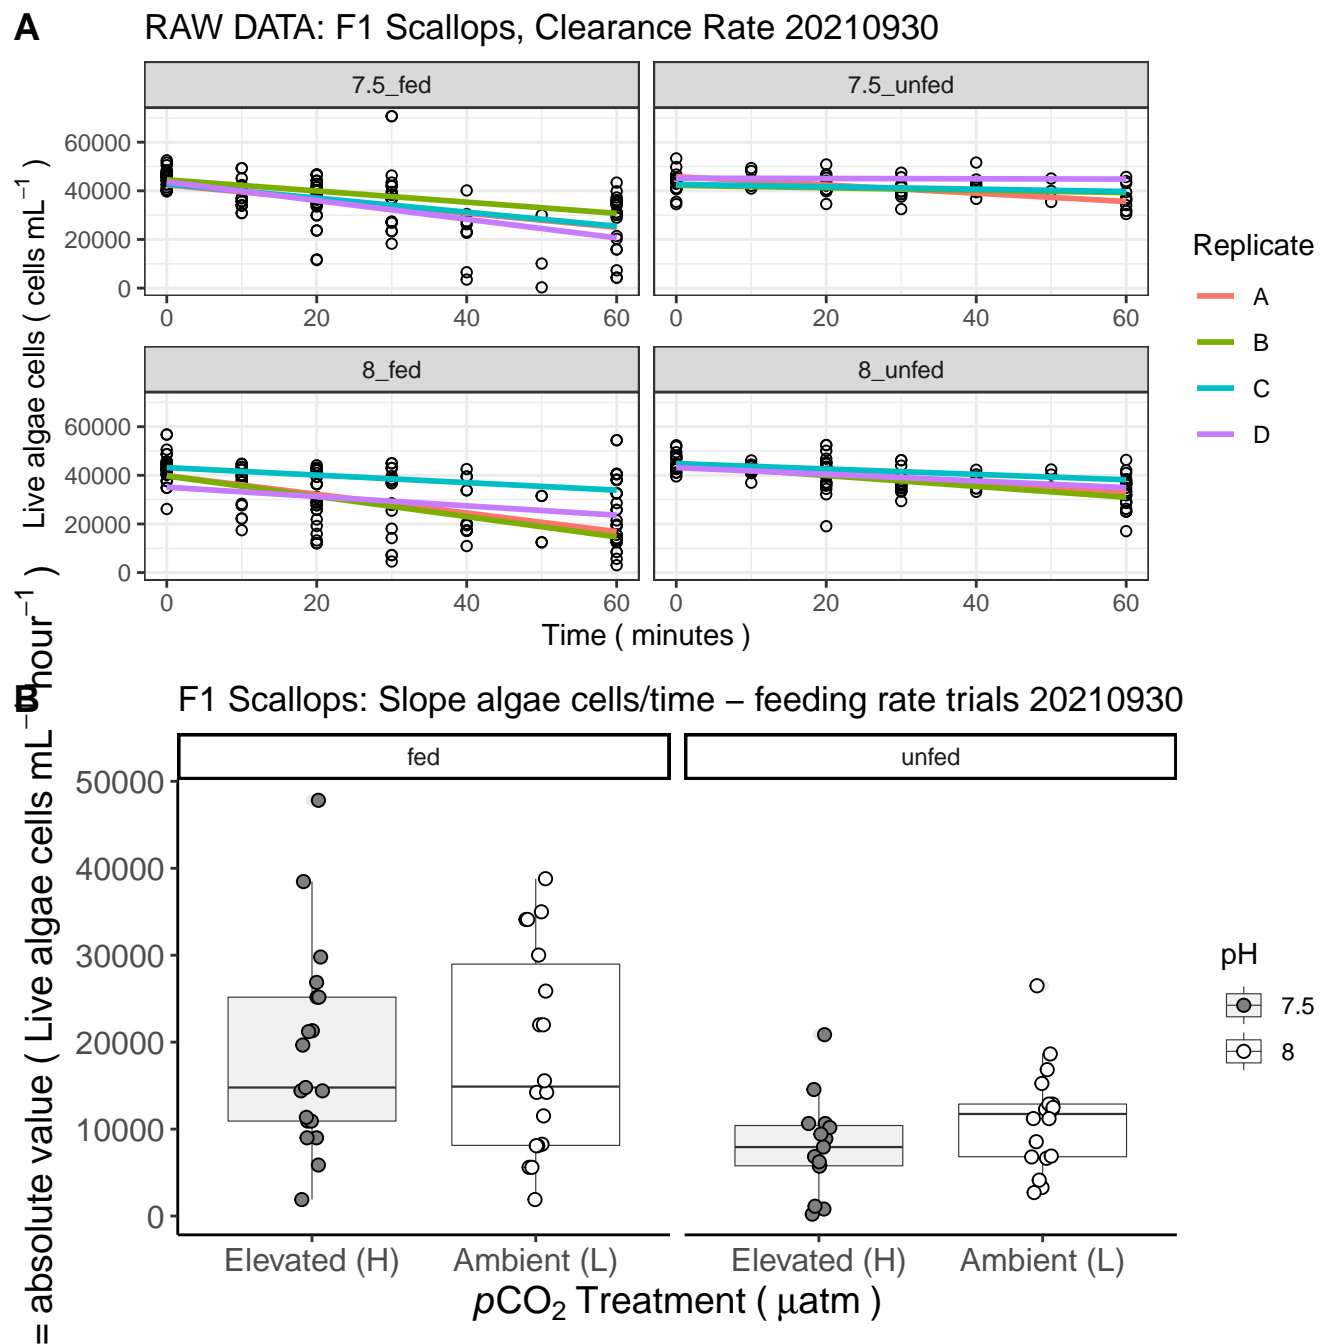 A
RAW DATA: F1 Scallops, Clearance Rate 20210930
Live algae cells ( cells mL⁻¹ )
7.5_fed
7.5_unfed
60000
40000
20000
0
0 20 40 60
0 20 40 60
8_fed
8_unfed
60000
40000
20000
0
0 20 40 60
0 20 40 60
Time ( minutes )
Replicate
A
B
C
D
B
F1 Scallops: Slope algae cells/time – feeding rate trials 20210930
= absolute value ( Live algae cells mL⁻¹ hour⁻¹ )
fed
unfed
50000
40000
30000
20000
10000
0
Elevated (H) Ambient (L)
Elevated (H) Ambient (L)
pCO₂ Treatment ( μatm )
pH
7.5
8